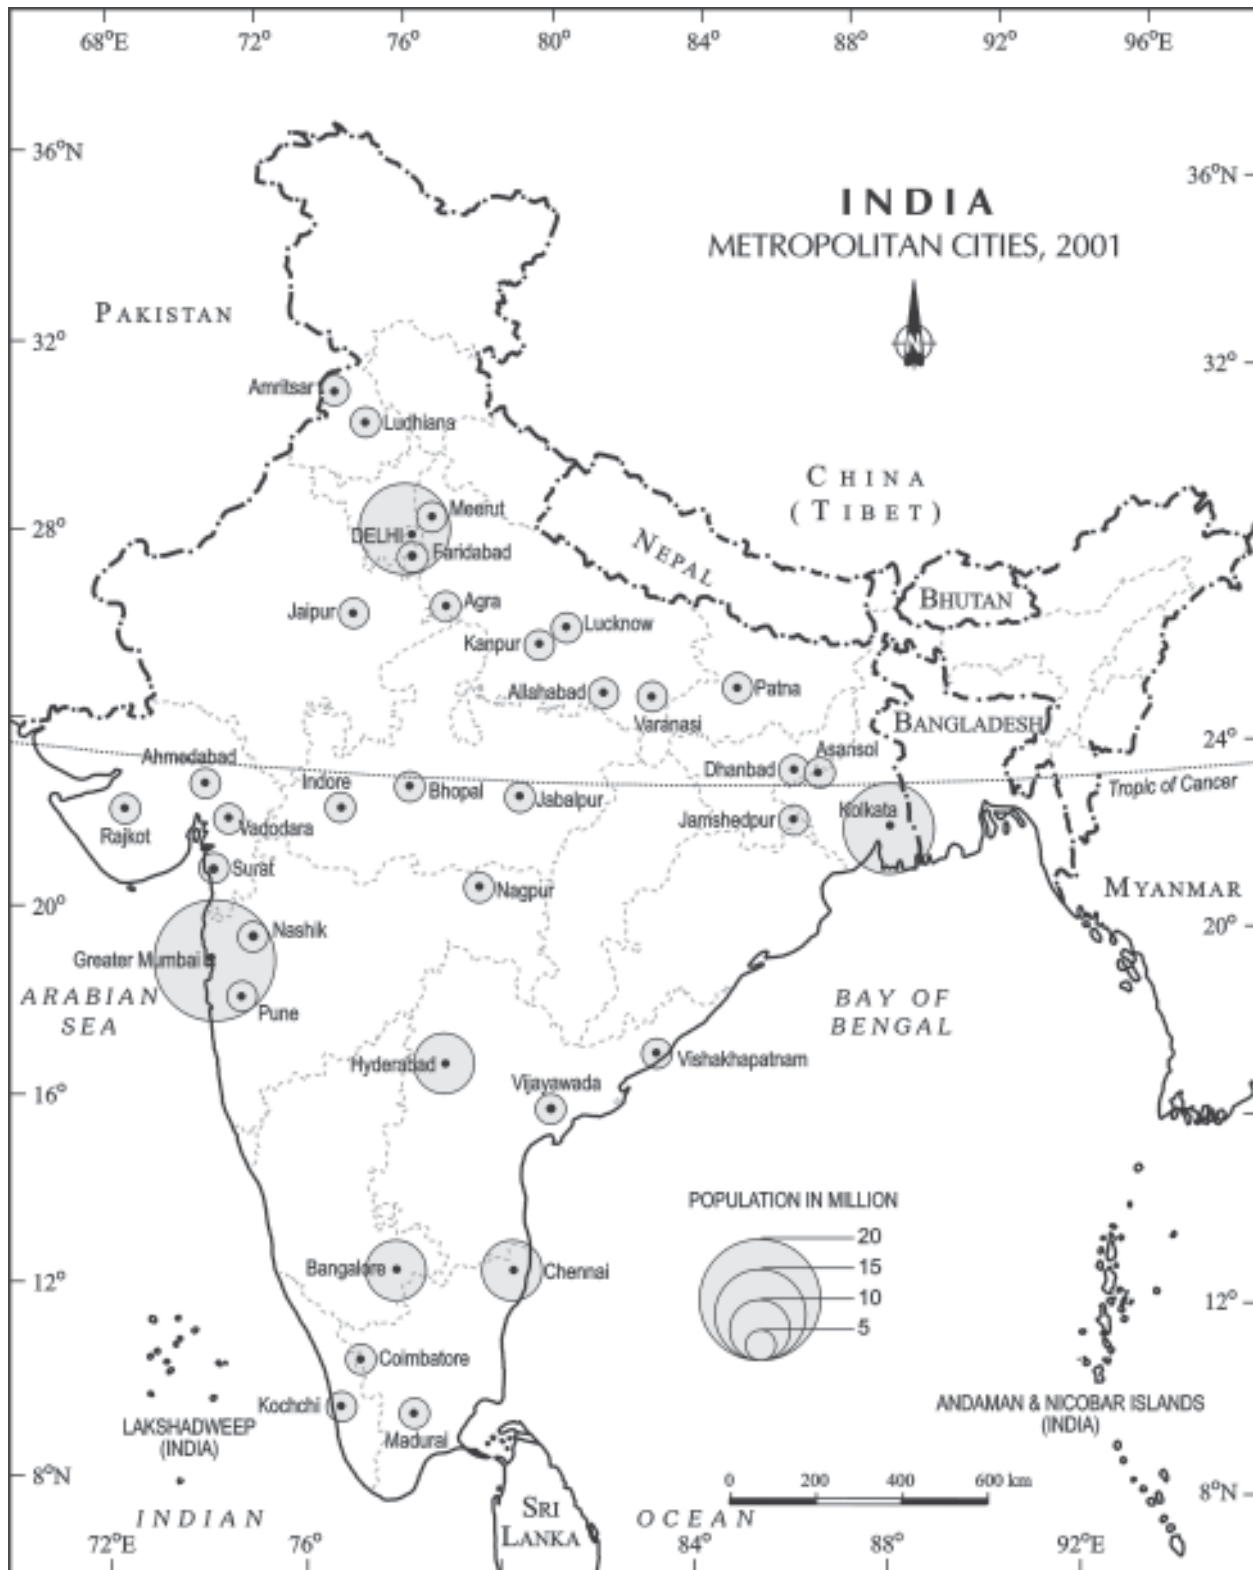 68°E 72° 76° 80° 84° 88° 92° 96°E
36°N
36°N
INDIA
METROPOLITAN CITIES, 2001
PAKISTAN
N
32°
32°
Amritsar
Ludhiana
CHINA
(TIBET)
Meerut
28°
DELHI
Faridabad
NEPAL
BHUTAN
Jaipur
Agra
Lucknow
Kanpur
Allahabad
Varanasi
Patna
BANGLADESH
24°
Ahmedabad
Asansol
Dhanbad
Indore
Bhopal
Jabalpur
Tropic of Cancer
Rajkot
Vadodara
Jamshedpur
Kolkata
Surat
Nagpur
MYANMAR
20°
20°
Nashik
Greater Mumbai
ARABIAN
SEA
Pune
BAY OF
BENGAL
Hyderabad
Vishakhapatnam
Vijayawada
16°
POPULATION IN MILLION
20
15
10
5
Bangalore
Chennai
12°
12°
Coimbatore
Kochchi
Madurai
LAKSHADWEEP
(INDIA)
ANDAMAN & NICOBAR ISLANDS
(INDIA)
8°N
0 200 400 600 km
8°N
INDIAN
OCEAN
SRI
LANKA
72°E 76° 84° 88° 92°E